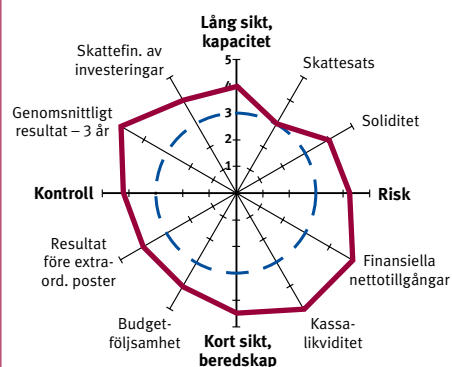 Lång sikt,
kapacitet
Skattefin. av
investeringar
Skattesats
Genomsnittligt
resultat – 3 år
Soliditet
5
4
3
2
1
Kontroll
Risk
Resultat
före extra-
ord. poster
Finansiella
nettotillgångar
Budget-
följsamhet
Kort sikt,
beredskap
Kassa-
likviditet